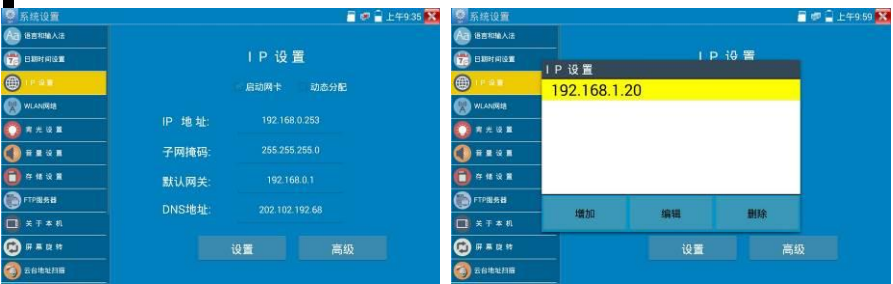 系统设置
上午9:35
语言和输入法
日期时间设置
IP 设置
WLAN网络
背光设置
音量设置
存储设置
FTP服务器
关于本机
屏幕旋转
云台地址扫描
IP 设置
启动网卡 动态分配
IP 地址: 192.168.0.253
子网掩码: 255.255.255.0
默认网关: 192.168.0.1
DNS地址: 202.102.192.68
设置 高级
系统设置
上午9:59
语言和输入法
日期时间设置
IP 设置
WLAN网络
背光设置
音量设置
存储设置
FTP服务器
关于本机
屏幕旋转
云台地址扫描
IP 设置
IP 设置
192.168.1.20
增加 编辑 删除
设置 高级